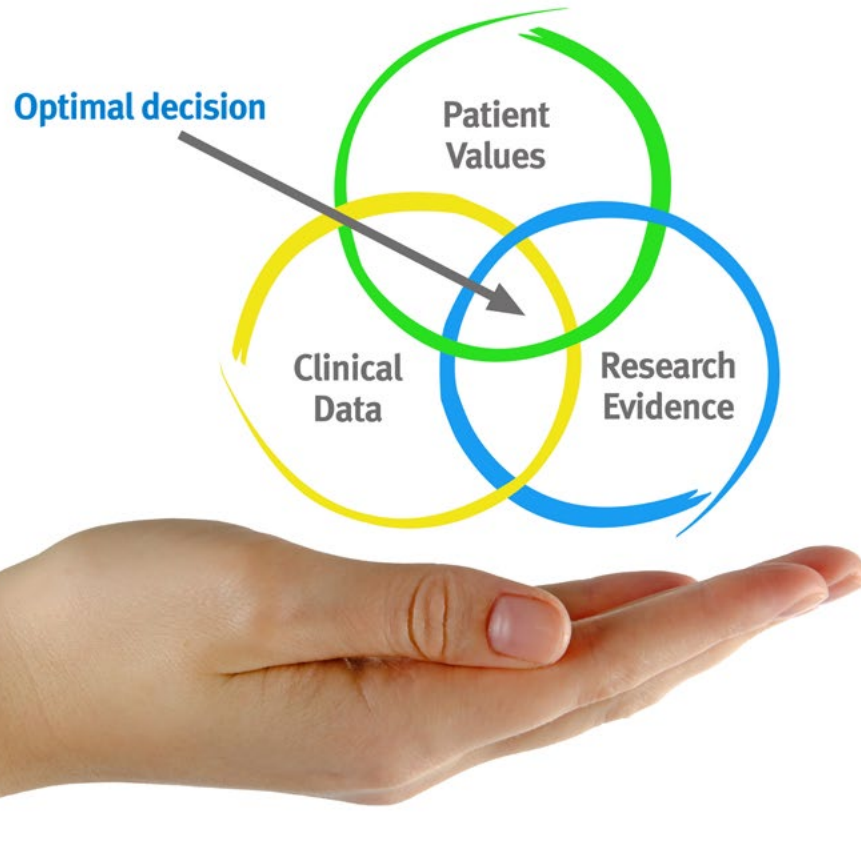 Optimal decision
Patient
Values
Clinical
Data
Research
Evidence